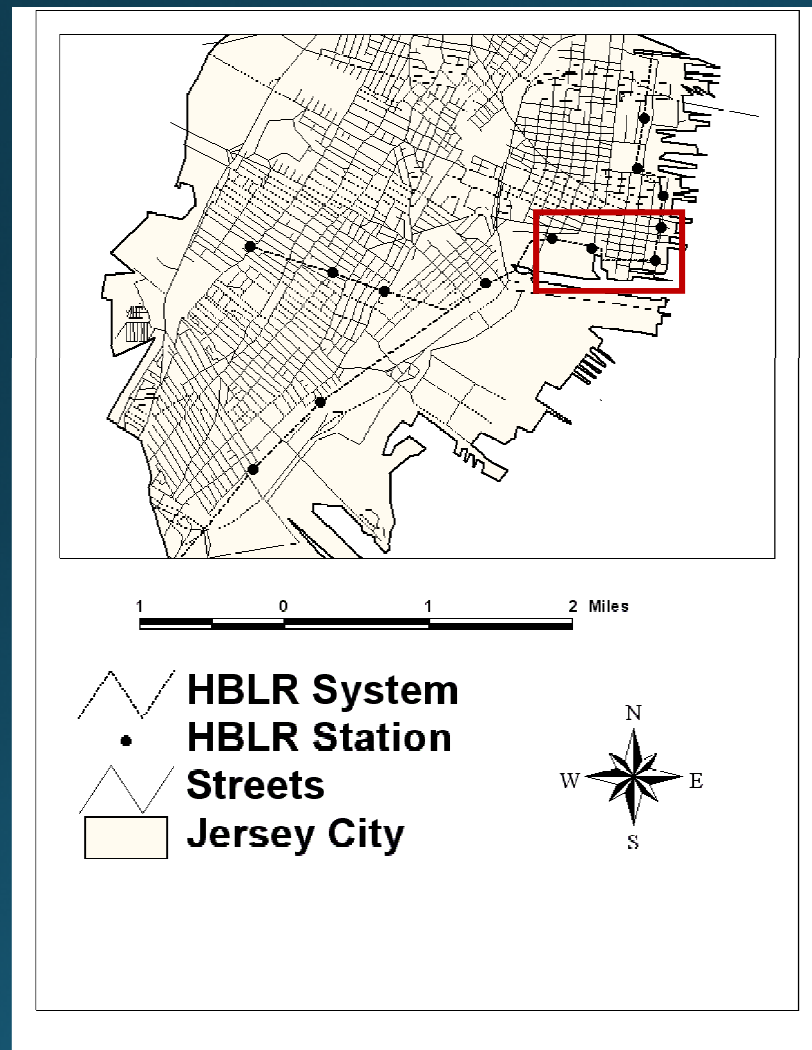 1 0 1 2 Miles
HBLR System
HBLR Station
Streets
Jersey City
N
W E
S